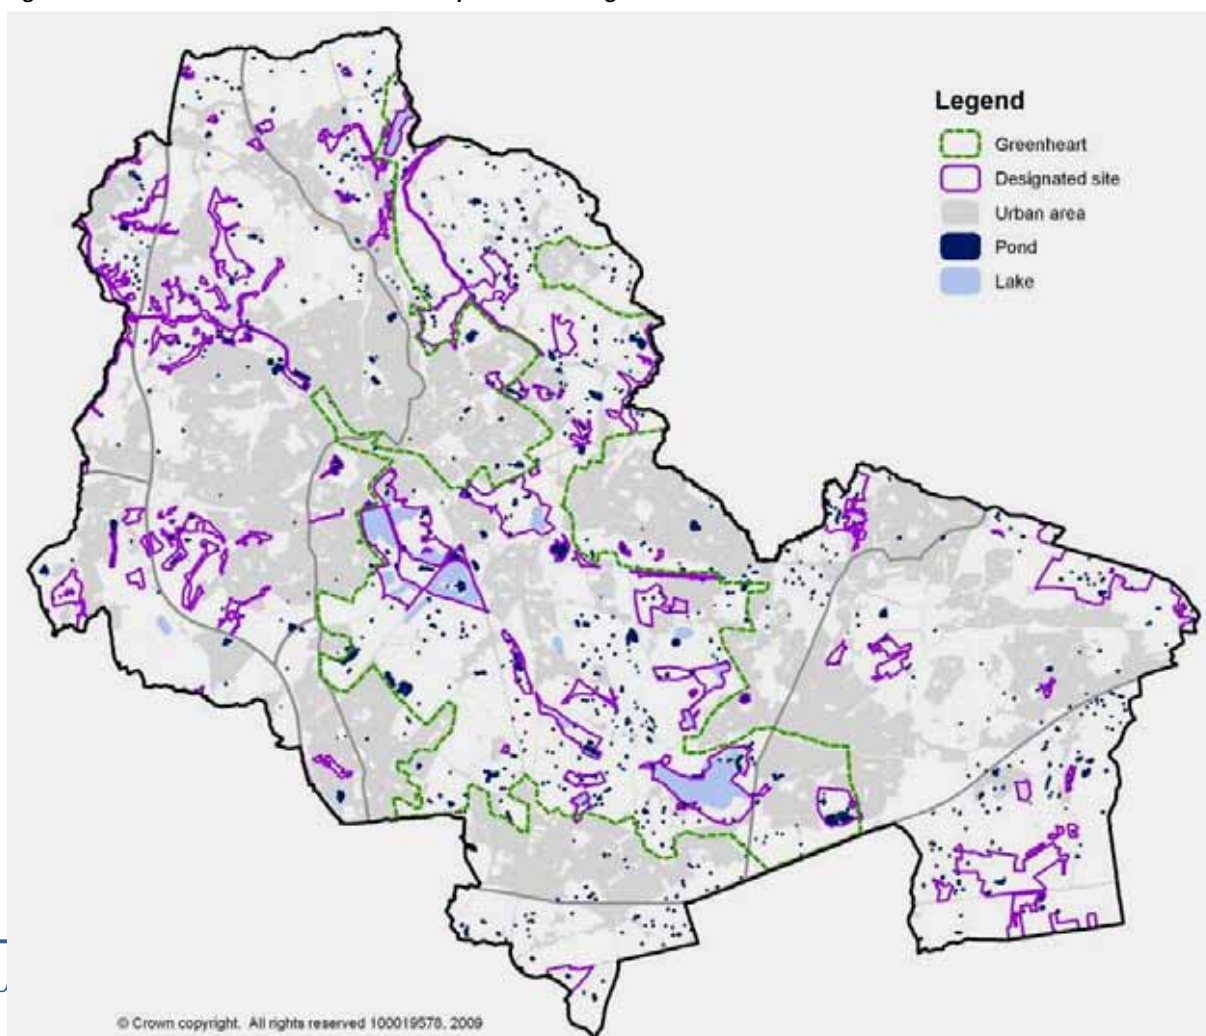 Legend
Greenheart
Designated site
Urban area
Pond
Lake
© Crown copyright. All rights reserved 100019578, 2009